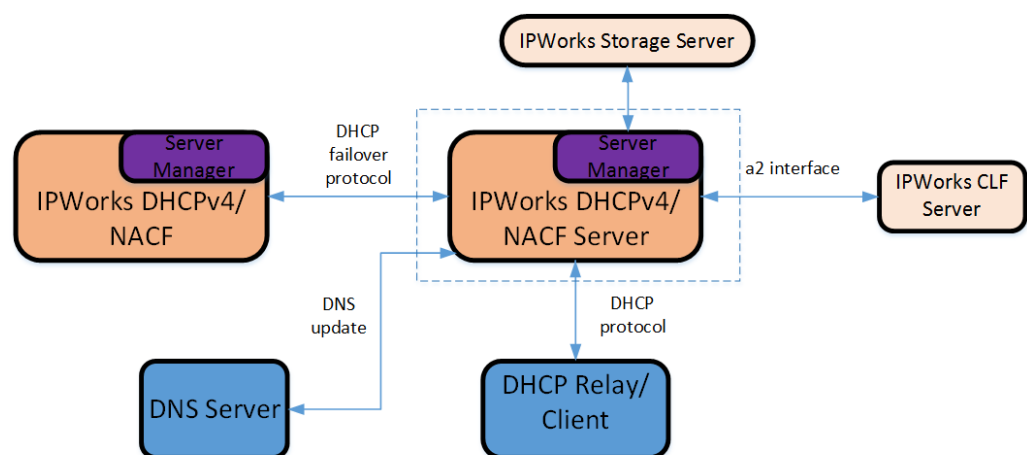 IPWorks Storage Server
DHCP
failover
protocol
Server
Manager
IPWorks DHCPv4/
NACF
Server
Manager
IPWorks DHCPv4/
NACF Server
a2 interface
IPWorks CLF
Server
DNS
update
DHCP
protocol
DNS Server
DHCP Relay/
Client